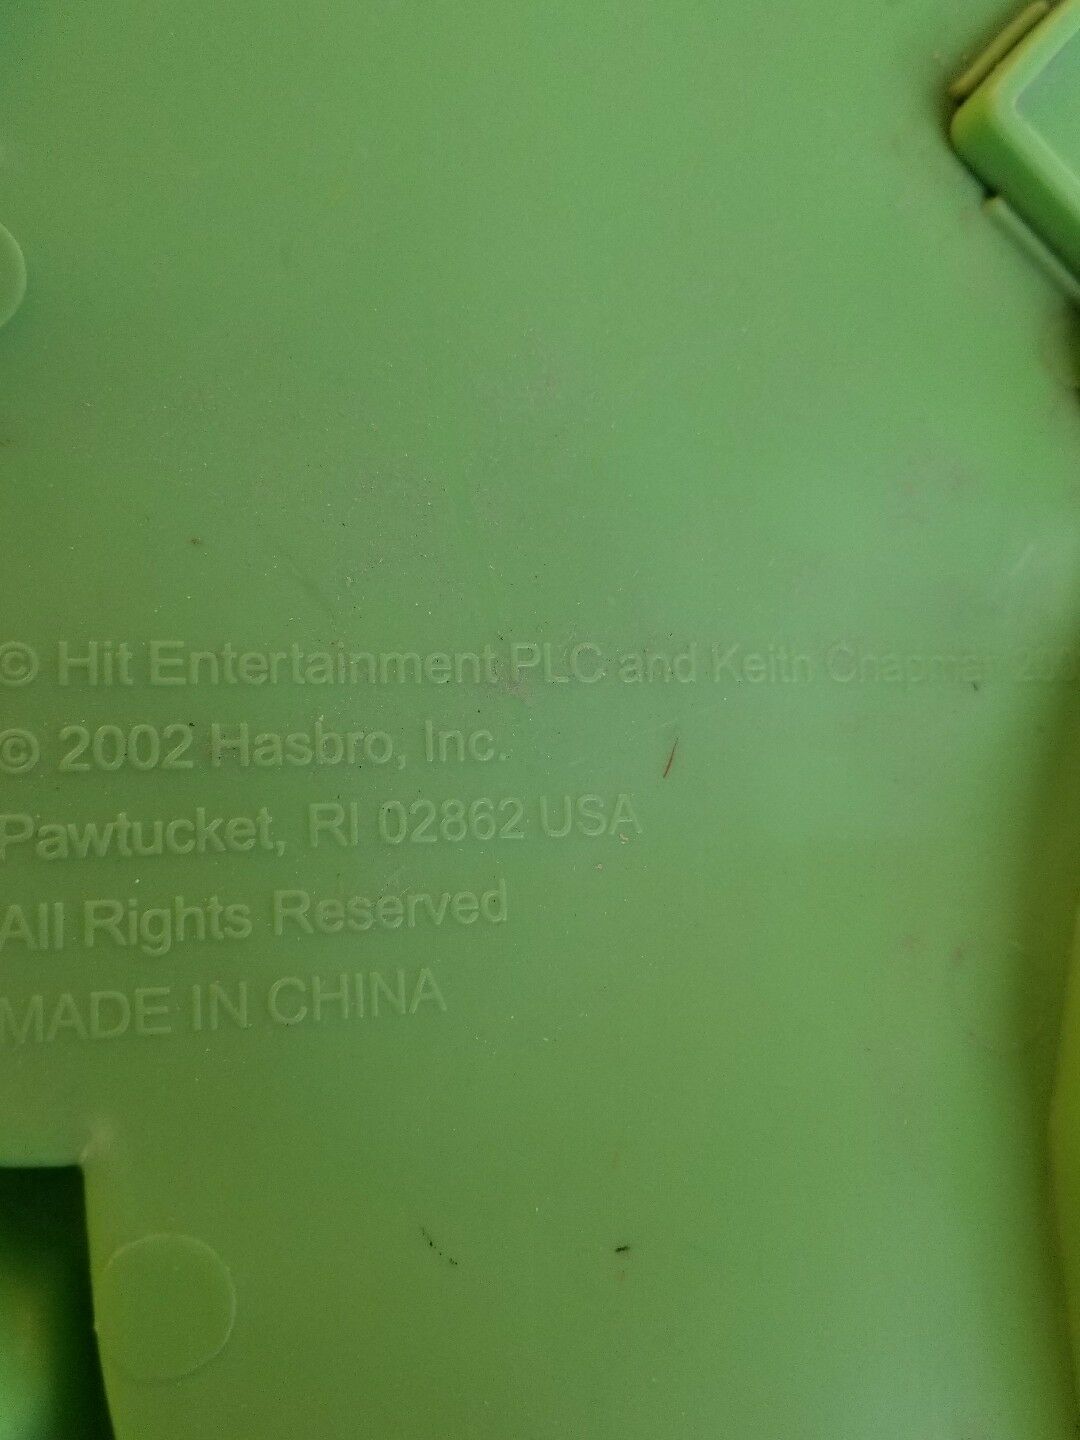 © Hit Entertainment PLC and Keith Chapman
© 2002 Hasbro, Inc.
Pawtucket, RI 02862 USA
All Rights Reserved
MADE IN CHINA